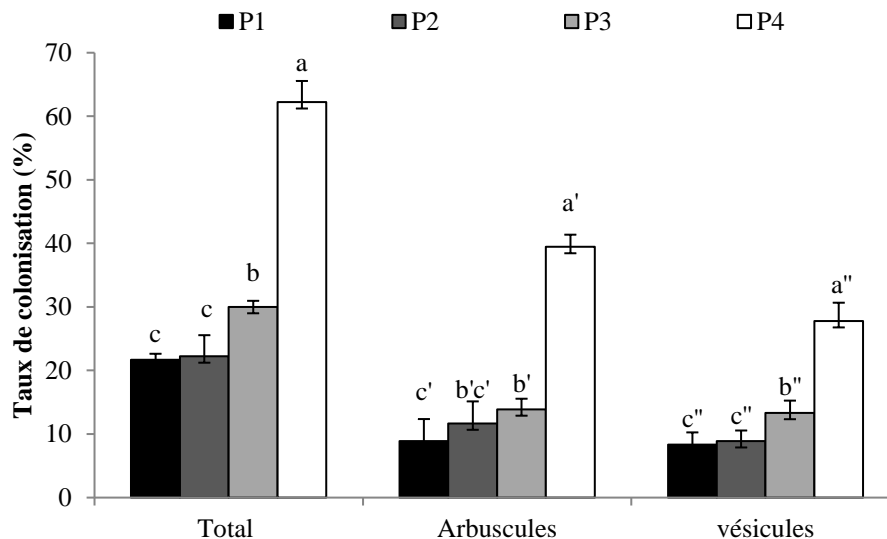 P1 P2 P3 P4
Taux de colonisation (%)
70
60
50
40
30
20
10
0
a
b
c
c
a'
b'
b'c'
c'
a"
b"
c"
c"
Total Arbuscules vésicules